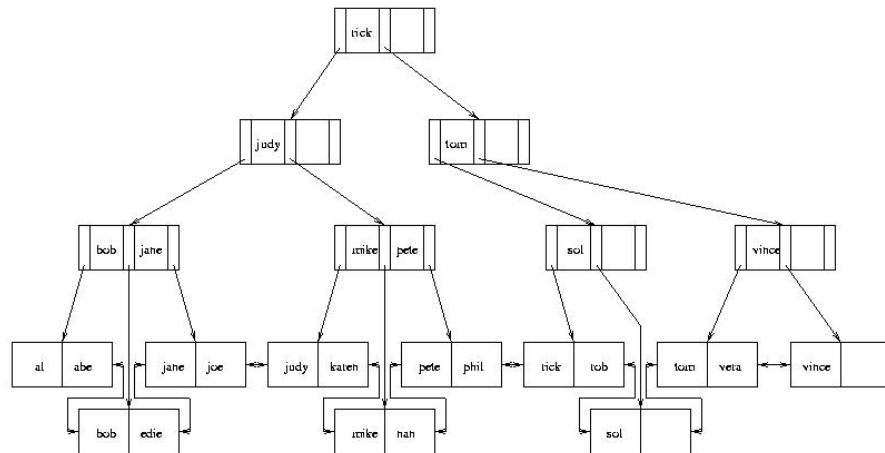 rick
judy tom
bob jane mike pete sol vince
al abe jane joe judy karen pete phil rick rob tom vera vince
bob edie mike nan sol